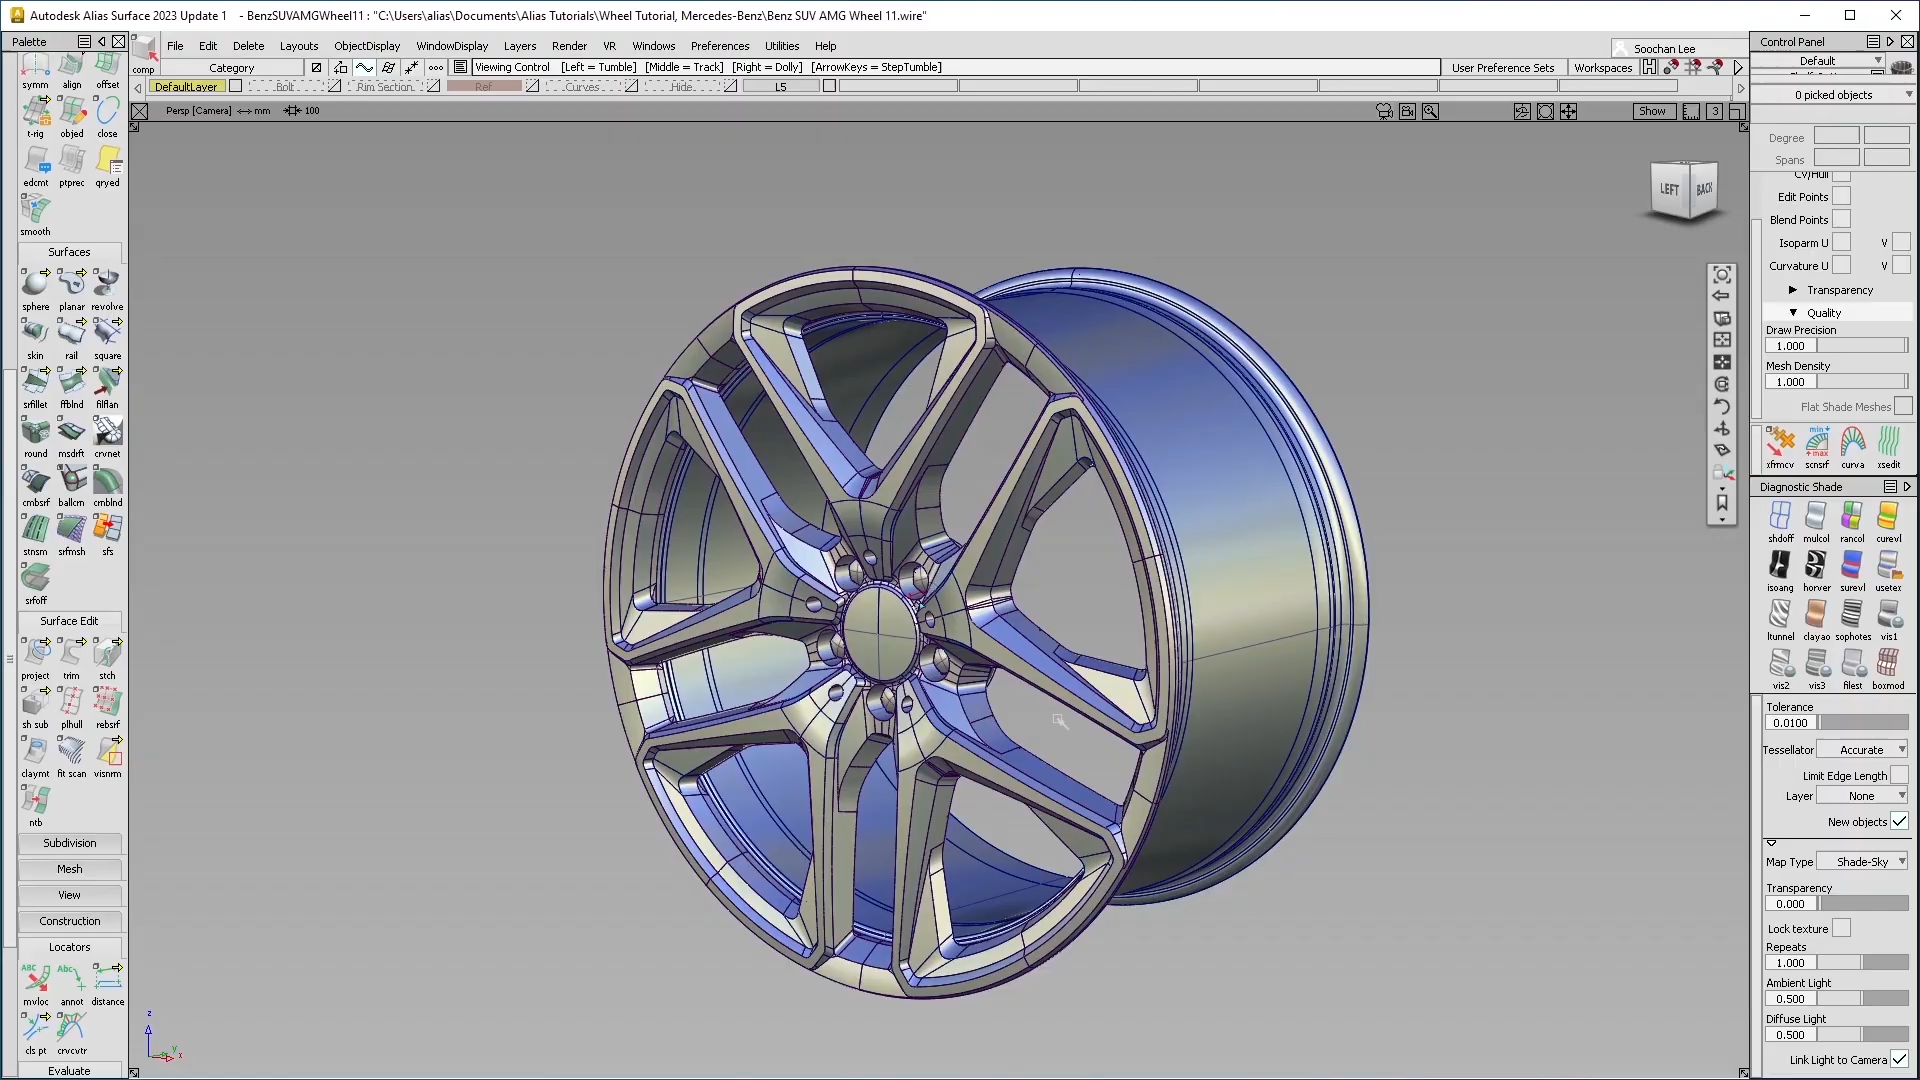 Autodesk Alias Surface 2023 Update 1 - BenzSUVAMGWheel11 : "C:\Users\alias\Documents\Alias Tutorials\Wheel Tutorial, Mercedes-Benz\Benz SUV AMG Wheel 11.wire"
Palette
comp
File Edit Delete Layouts ObjectDisplay WindowDisplay Layers Render VR Windows Preferences Utilities Help
Soochan Lee
Category
Viewing Control [Left = Tumble] [Middle = Track] [Right = Dolly] [ArrowKeys = StepTumble]
User Preference Sets Workspaces
DefaultLayer Bolt Rim Section Ref Curves Hide L5
Persp [Camera] mm 100
Show 3
LEFT BACK
symm align offset
t-rig objed close
edcmt ptprec qryed
smooth
Surfaces
sphere planar revolve
skin rail square
srfillet ffblnd filflan
round msdrft crvnet
cmbsrf ballcrn cmblnd
stnsm srfmsh sfs
srfoff
Surface Edit
project trim stch
sh sub plhull rebsrf
claymt fit scan visnrm
ntb
Subdivision
Mesh
View
Construction
Locators
ABC Abc
mvloc annot distance
cls pt crvcvtr
Evaluate
z
y
x
Control Panel
Default
0 picked objects
Degree
Spans
CV/Hull
Edit Points
Blend Points
Isoparm U V
Curvature U V
Transparency
Quality
Draw Precision
1.000
Mesh Density
1.000
Flat Shade Meshes
min
max
xfrmcv scnsrf curva xsedit
Diagnostic Shade
shdoff mulcol rancol curevl
isoang horver surevl usetex
ltunnel clayao sophotes vis1
vis2 vis3 filest boxmod
Tolerance
0.0100
Tessellator Accurate
Limit Edge Length
Layer None
New objects
Map Type Shade-Sky
Transparency
0.000
Lock texture
Repeats
1.000
Ambient Light
0.500
Diffuse Light
0.500
Link Light to Camera